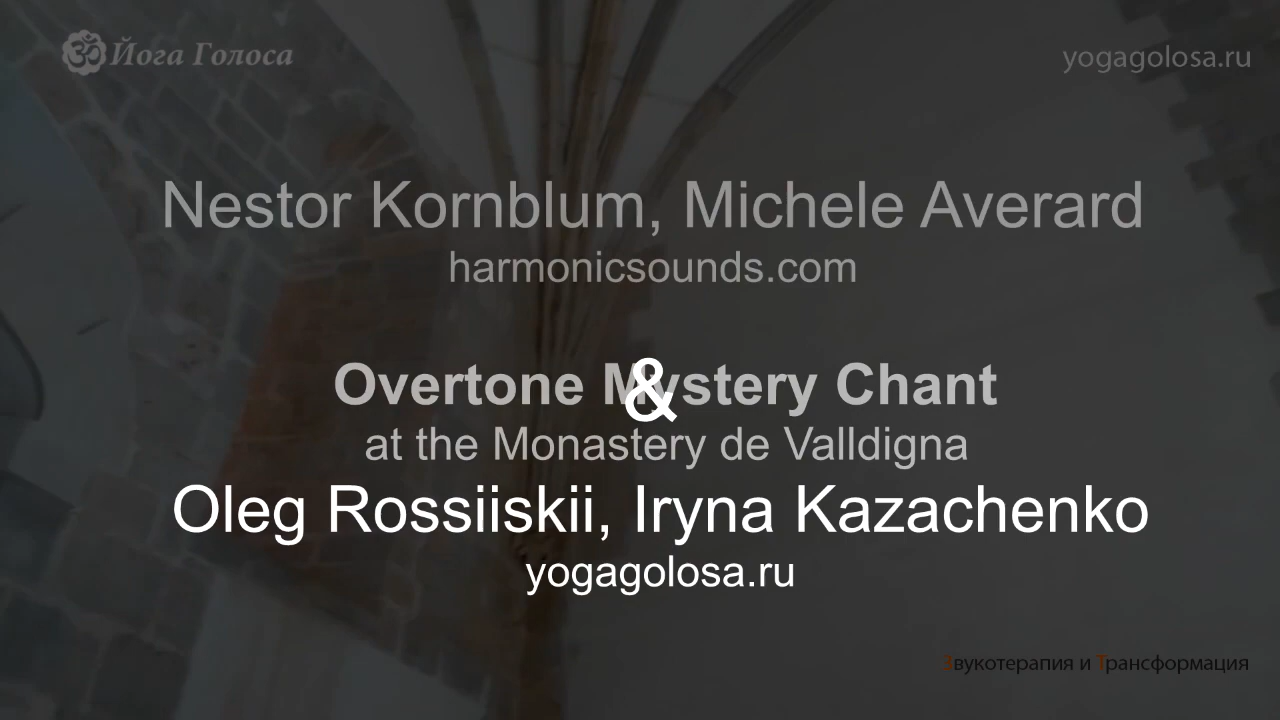 Йога Голоса
yogagolosa.ru
Nestor Kornblum, Michele Averard
harmonicsounds.com
Overtone Mystery Chant
&
at the Monastery de Valldigna
Oleg Rossiiskii, Iryna Kazachenko
yogagolosa.ru
Звукотерапия и Трансформация